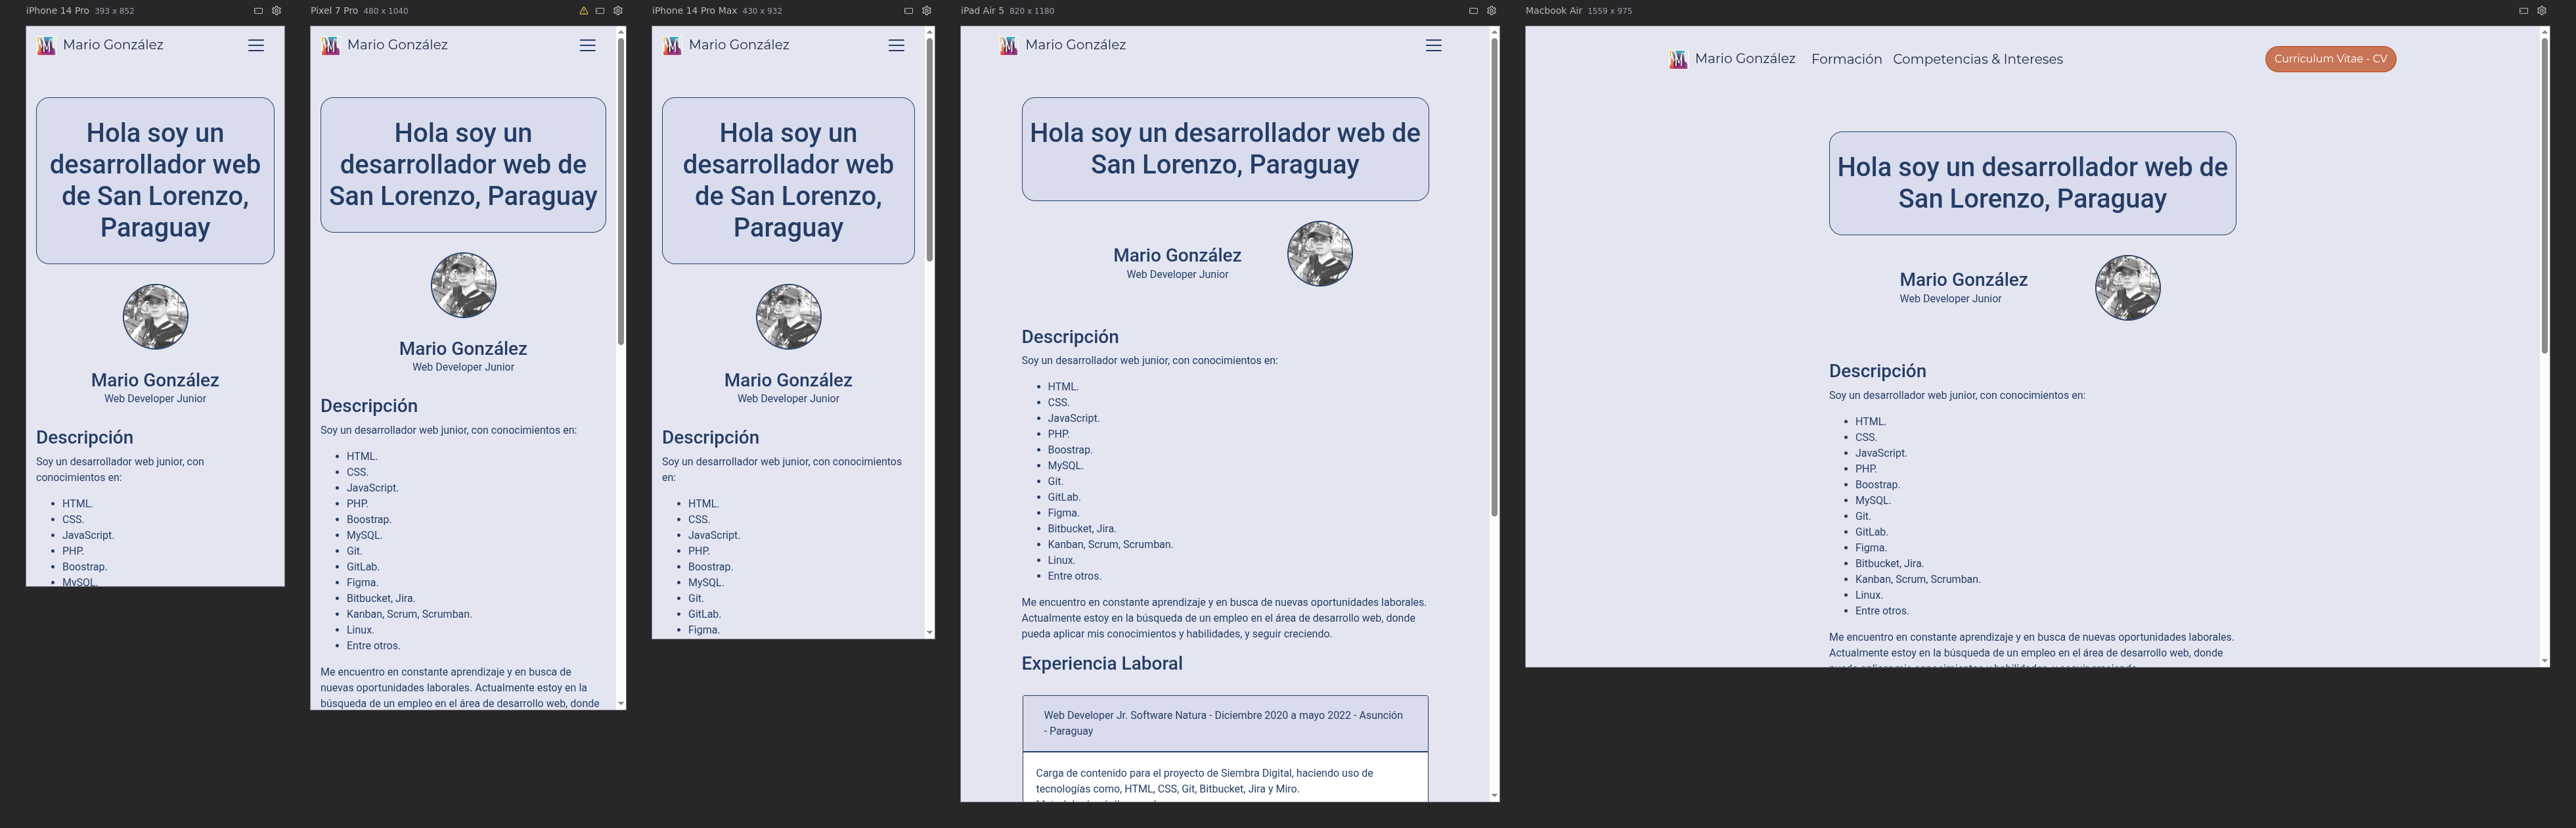 iPhone 14 Pro 393 x 852
Mario González
Hola soy un
desarrollador web
de San Lorenzo,
Paraguay
Mario González
Web Developer Junior
Descripción
Soy un desarrollador web junior, con
conocimientos en:
HTML.
CSS.
JavaScript.
PHP.
Boostrap.
MySQL.
Pixel 7 Pro 480 x 1040
Mario González
Hola soy un
desarrollador web de
San Lorenzo, Paraguay
Mario González
Web Developer Junior
Descripción
Soy un desarrollador web junior, con conocimientos en:
HTML.
CSS.
JavaScript.
PHP.
Boostrap.
MySQL.
Git.
GitLab.
Figma.
Bitbucket, Jira.
Kanban, Scrum, Scrumban.
Linux.
Entre otros.
Me encuentro en constante aprendizaje y en busca de
nuevas oportunidades laborales. Actualmente estoy en la
búsqueda de un empleo en el área de desarrollo web, donde
iPhone 14 Pro Max 430 x 932
Mario González
Hola soy un
desarrollador web
de San Lorenzo,
Paraguay
Mario González
Web Developer Junior
Descripción
Soy un desarrollador web junior, con conocimientos
en:
HTML.
CSS.
JavaScript.
PHP.
Boostrap.
MySQL.
Git.
GitLab.
Figma.
iPad Air 5 820 x 1180
Mario González
Hola soy un desarrollador web de
San Lorenzo, Paraguay
Mario González
Web Developer Junior
Descripción
Soy un desarrollador web junior, con conocimientos en:
HTML.
CSS.
JavaScript.
PHP.
Boostrap.
MySQL.
Git.
GitLab.
Figma.
Bitbucket, Jira.
Kanban, Scrum, Scrumban.
Linux.
Entre otros.
Me encuentro en constante aprendizaje y en busca de nuevas oportunidades laborales.
Actualmente estoy en la búsqueda de un empleo en el área de desarrollo web, donde
pueda aplicar mis conocimientos y habilidades, y seguir creciendo.
Experiencia Laboral
Web Developer Jr. Software Natura - Diciembre 2020 a mayo 2022 - Asunción
- Paraguay
Carga de contenido para el proyecto de Siembra Digital, haciendo uso de
tecnologías como, HTML, CSS, Git, Bitbucket, Jira y Miro.
Macbook Air 1559 x 975
Mario González Formación Competencias & Intereses Curriculum Vitae - CV
Hola soy un desarrollador web de
San Lorenzo, Paraguay
Mario González
Web Developer Junior
Descripción
Soy un desarrollador web junior, con conocimientos en:
HTML.
CSS.
JavaScript.
PHP.
Boostrap.
MySQL.
Git.
GitLab.
Figma.
Bitbucket, Jira.
Kanban, Scrum, Scrumban.
Linux.
Entre otros.
Me encuentro en constante aprendizaje y en busca de nuevas oportunidades laborales.
Actualmente estoy en la búsqueda de un empleo en el área de desarrollo web, donde